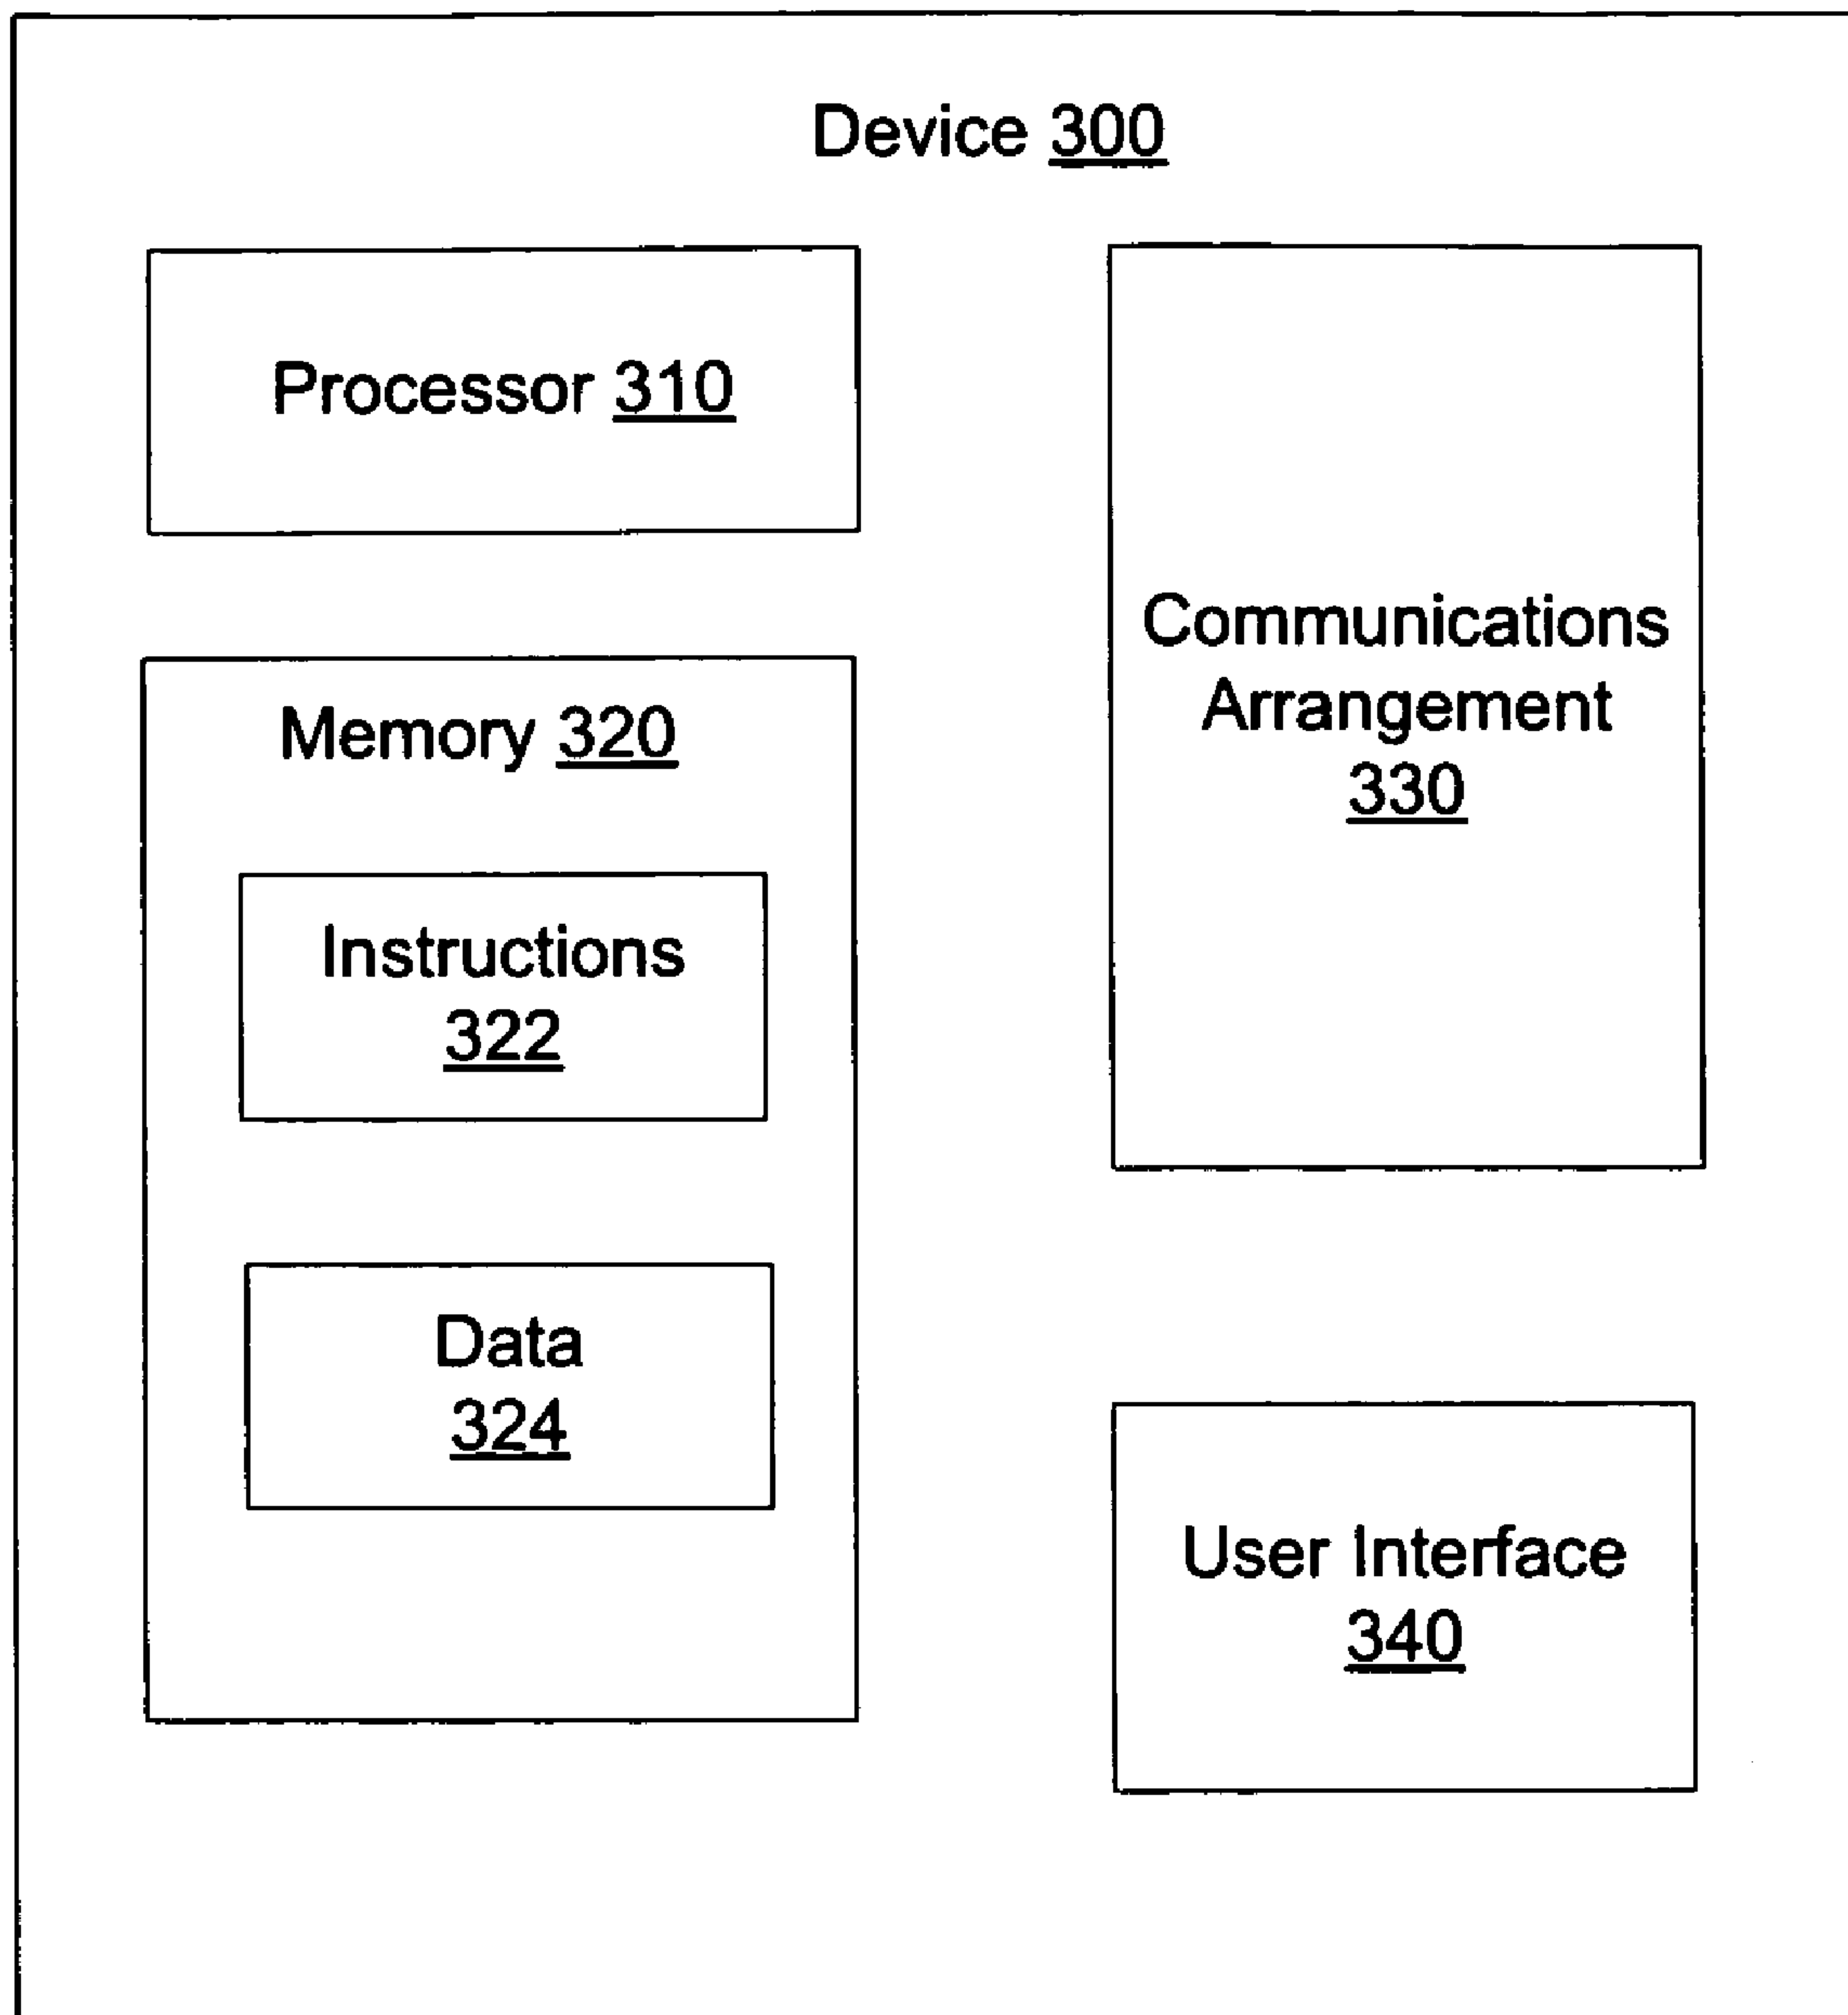 Device 300
Processor 310
Memory 320
Instructions
322
Data
324
Communications
Arrangement
330
User Interface
340